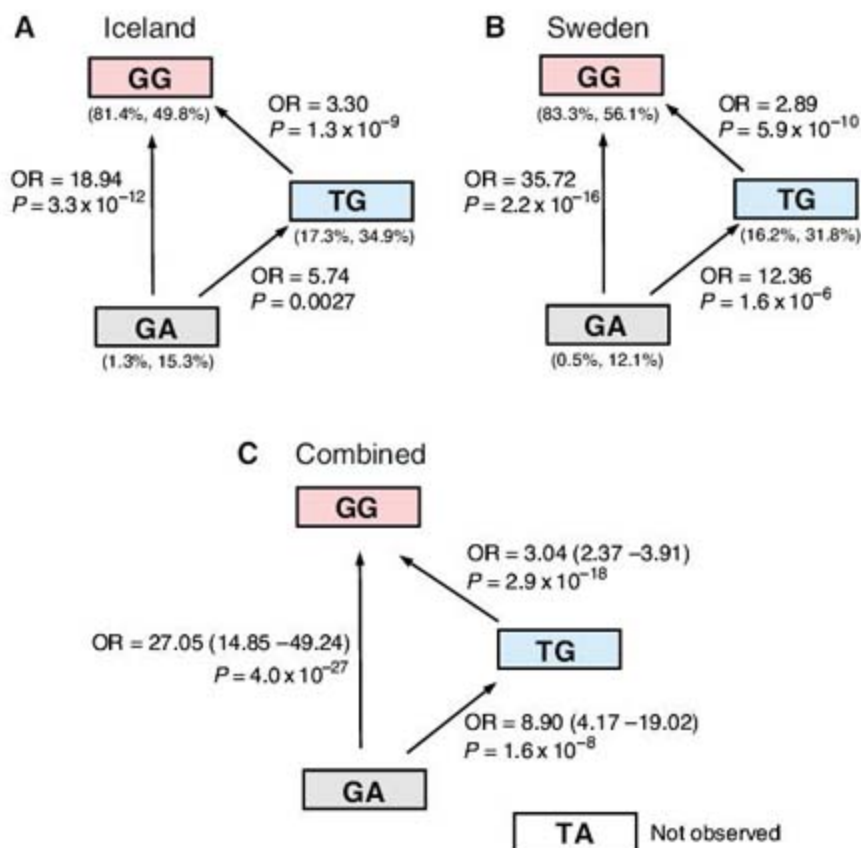 A Iceland
GG
(81.4%, 49.8%)
OR = 3.30
P = 1.3 x 10⁻⁹
OR = 18.94
P = 3.3 x 10⁻¹²
TG
(17.3%, 34.9%)
OR = 5.74
P = 0.0027
GA
(1.3%, 15.3%)
B Sweden
GG
(83.3%, 56.1%)
OR = 2.89
P = 5.9 x 10⁻¹⁰
OR = 35.72
P = 2.2 x 10⁻¹⁶
TG
(16.2%, 31.8%)
OR = 12.36
P = 1.6 x 10⁻⁶
GA
(0.5%, 12.1%)
C Combined
GG
OR = 3.04 (2.37 –3.91)
P = 2.9 x 10⁻¹⁸
OR = 27.05 (14.85 –49.24)
P = 4.0 x 10⁻²⁷
TG
OR = 8.90 (4.17 –19.02)
P = 1.6 x 10⁻⁸
GA
TA Not observed